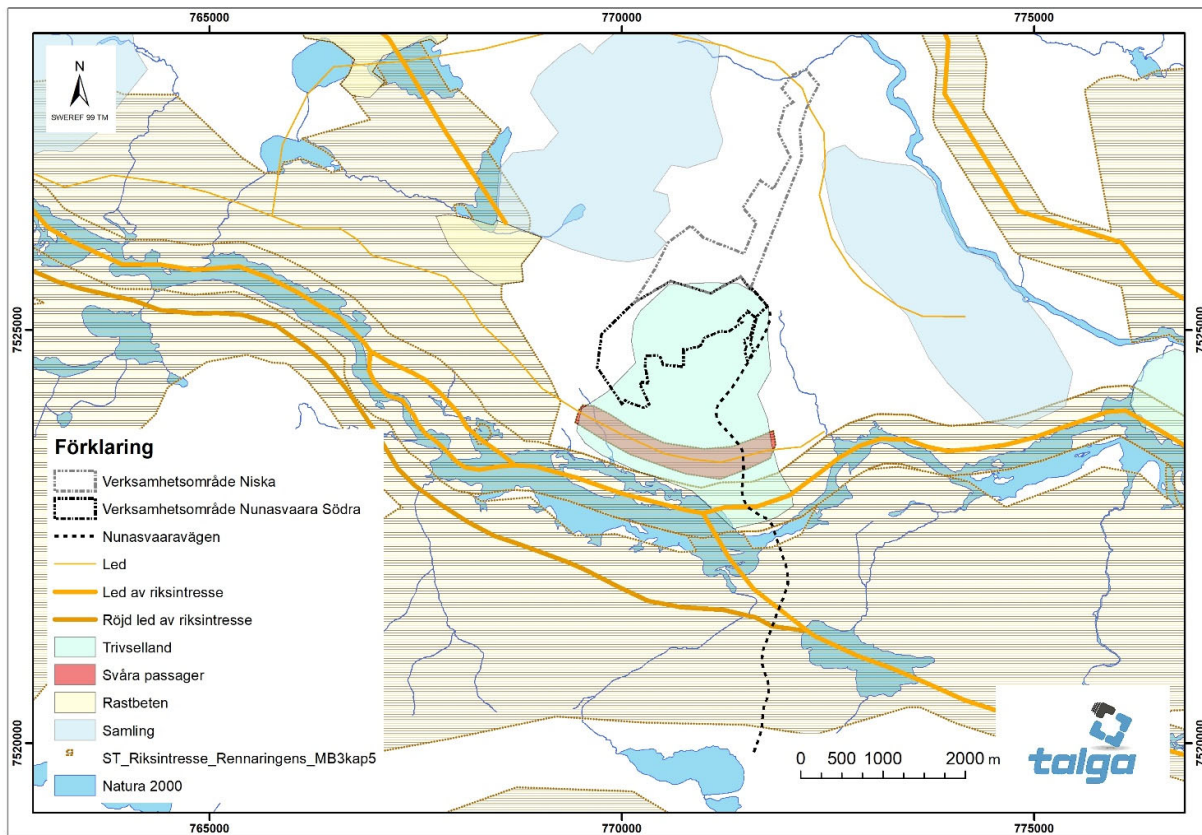 765000
770000
775000
N
SWEREF 99 TM
7525000
7525000
Förklaring
Verksamhetsområde Niska
Verksamhetsområde Nunasvaara Södra
Nunasvaaravägen
Led
Led av riksintresse
Röjd led av riksintresse
Trivselland
Svåra passager
Rastbeten
Samling
ST_Riksintresse_Rennaringens_MB3kap5
Natura 2000
0 500 1000 2000 m
talga
7520000
7520000
765000
770000
775000